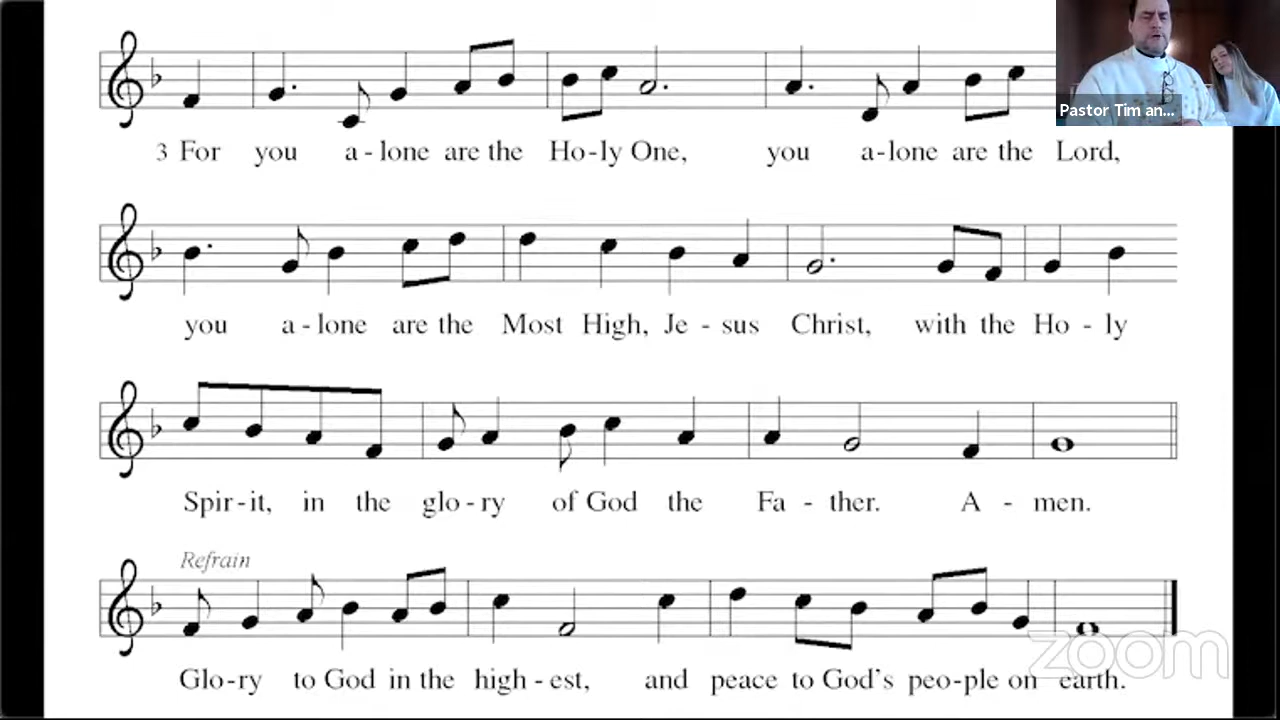 Pastor Tim an...
3 For you a - lone are the Ho - ly One, you a - lone are the Lord,
you a - lone are the Most High, Je - sus Christ, with the Ho - ly
Spir - it, in the glo - ry of God the Fa - ther. A - men.
Refrain
Glo - ry to God in the high - est, and peace to God's peo - ple on earth.
zoom